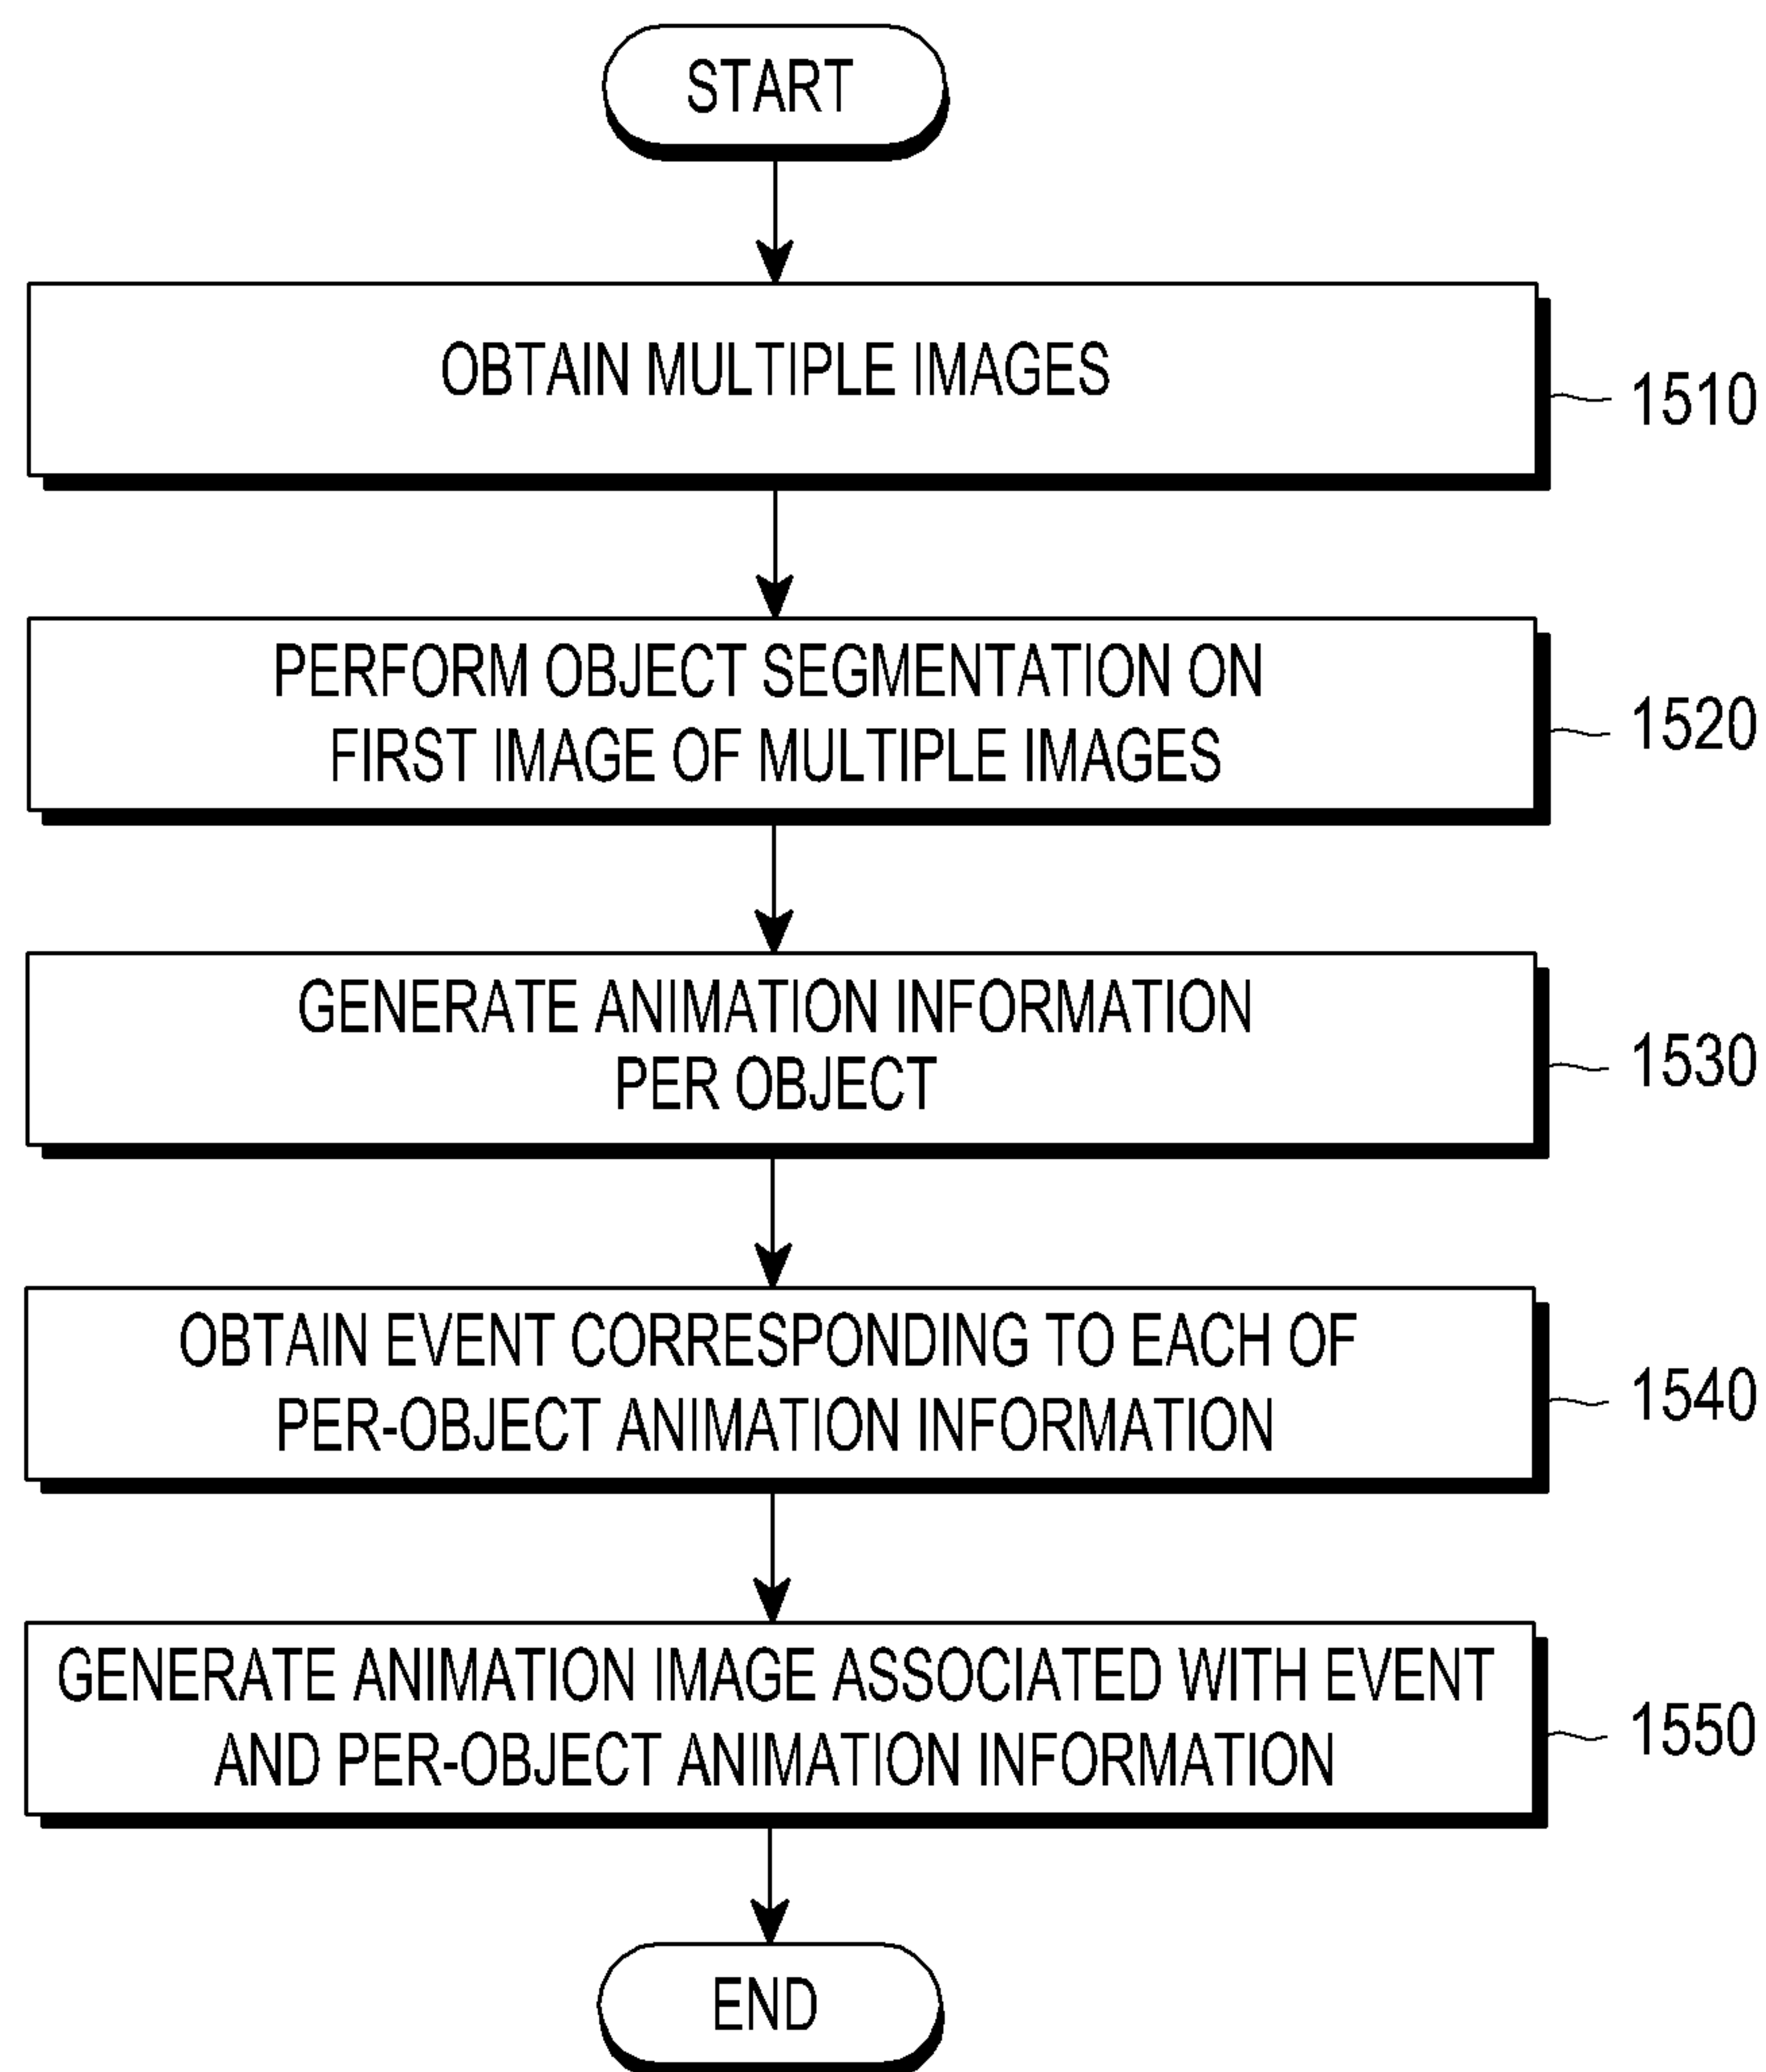 START
OBTAIN MULTIPLE IMAGES
1510
PERFORM OBJECT SEGMENTATION ON
FIRST IMAGE OF MULTIPLE IMAGES
1520
GENERATE ANIMATION INFORMATION
PER OBJECT
1530
OBTAIN EVENT CORRESPONDING TO EACH OF
PER-OBJECT ANIMATION INFORMATION
1540
GENERATE ANIMATION IMAGE ASSOCIATED WITH EVENT
AND PER-OBJECT ANIMATION INFORMATION
1550
END